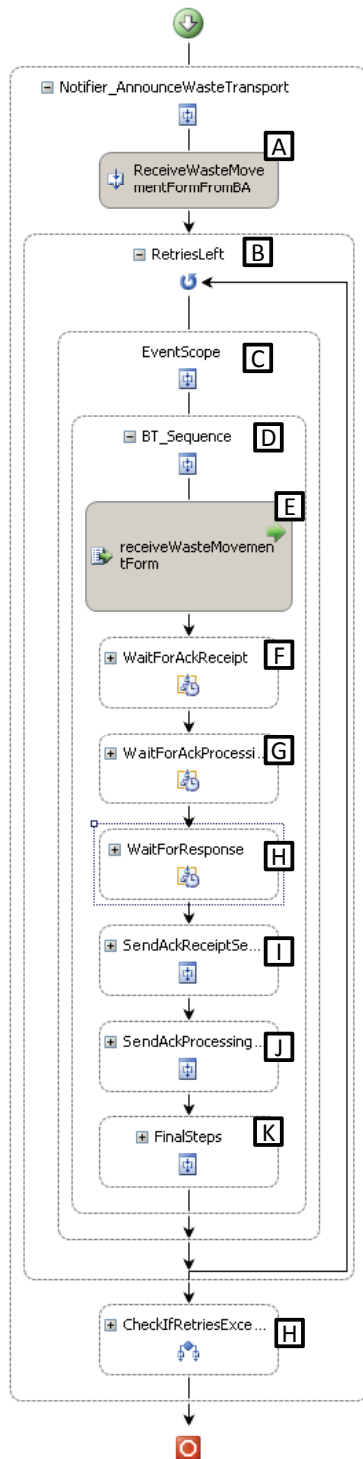 Notifier_AnnounceWasteTransport
A
ReceiveWasteMove
mentFormFromBA
RetriesLeft
B
EventScope
C
BT_Sequence
D
E
receiveWasteMovemen
tForm
WaitForAckReceipt
F
WaitForAckProcessi...
G
WaitForResponse
H
SendAckReceiptSe...
I
SendAckProcessing...
J
FinalSteps
K
CheckIfRetriesExce...
H